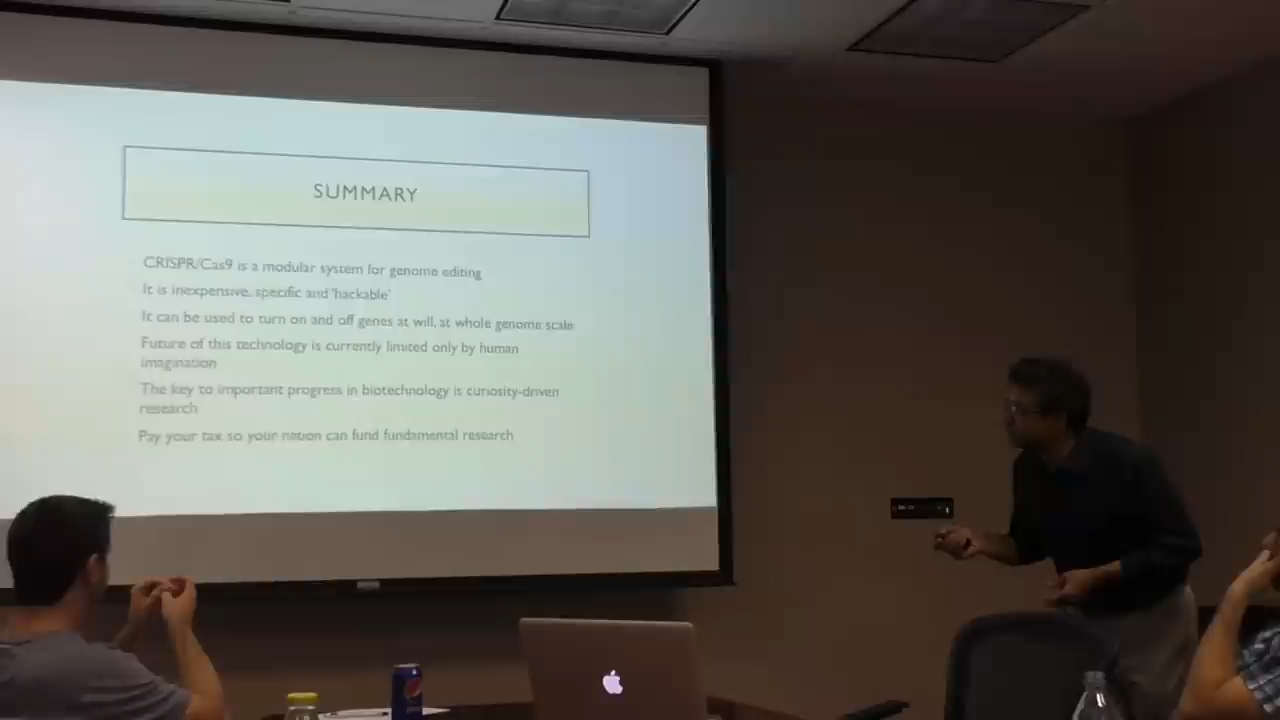 SUMMARY
CRISPR/Cas9 is a modular system for genome editing
It is inexpensive, specific and 'hackable'
It can be used to turn on and off genes at will, at whole genome scale
Future of this technology is currently limited only by human
imagination
The key to important progress in biotechnology is curiosity-driven
research
Pay your tax so your nation can fund fundamental research